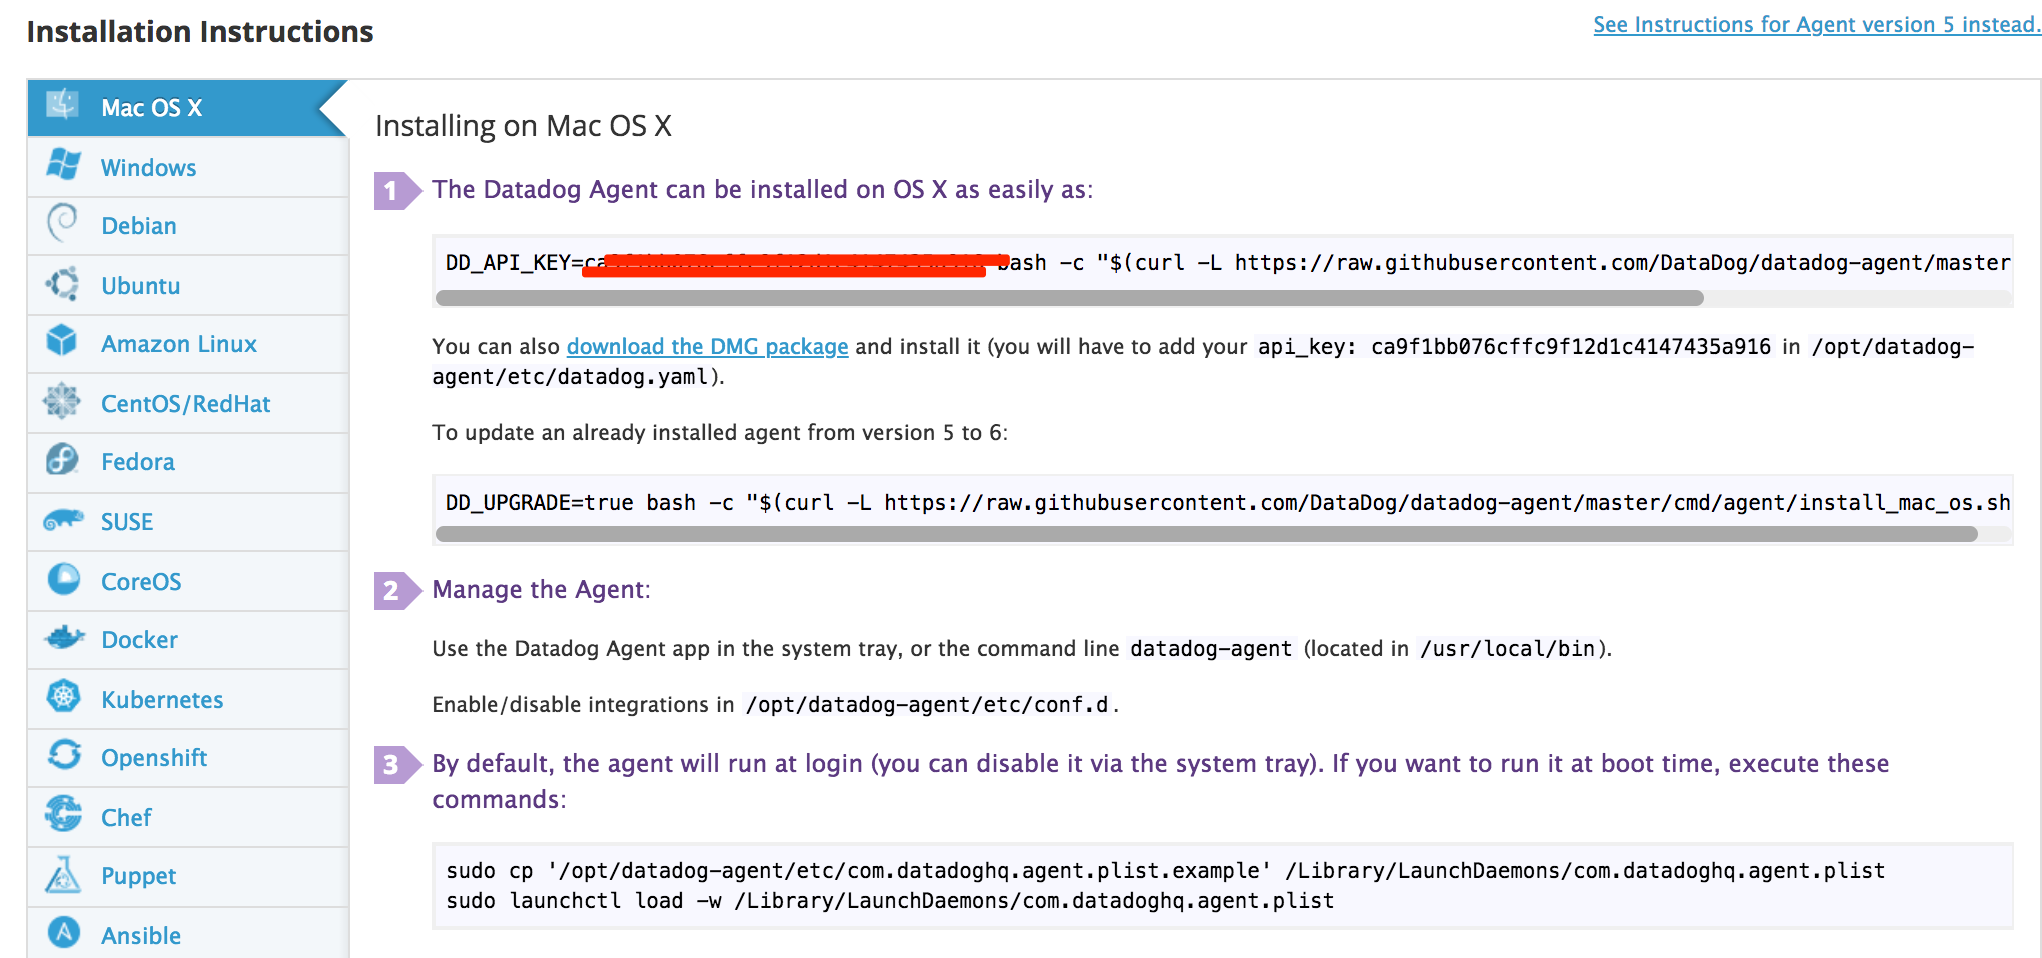 Installation Instructions
See Instructions for Agent version 5 instead.
Mac OS X
Windows
Debian
Ubuntu
Amazon Linux
CentOS/RedHat
Fedora
SUSE
CoreOS
Docker
Kubernetes
Openshift
Chef
Puppet
Ansible
Installing on Mac OS X
1 The Datadog Agent can be installed on OS X as easily as:
DD_API_KEY= bash -c "$(curl -L https://raw.githubusercontent.com/DataDog/datadog-agent/master
You can also download the DMG package and install it (you will have to add your api_key: ca9f1bb076cffc9f12d1c4147435a916 in /opt/datadog-
agent/etc/datadog.yaml).
To update an already installed agent from version 5 to 6:
DD_UPGRADE=true bash -c "$(curl -L https://raw.githubusercontent.com/DataDog/datadog-agent/master/cmd/agent/install_mac_os.sh
2 Manage the Agent:
Use the Datadog Agent app in the system tray, or the command line datadog-agent (located in /usr/local/bin).
Enable/disable integrations in /opt/datadog-agent/etc/conf.d.
3 By default, the agent will run at login (you can disable it via the system tray). If you want to run it at boot time, execute these
commands:
sudo cp '/opt/datadog-agent/etc/com.datadoghq.agent.plist.example' /Library/LaunchDaemons/com.datadoghq.agent.plist
sudo launchctl load -w /Library/LaunchDaemons/com.datadoghq.agent.plist